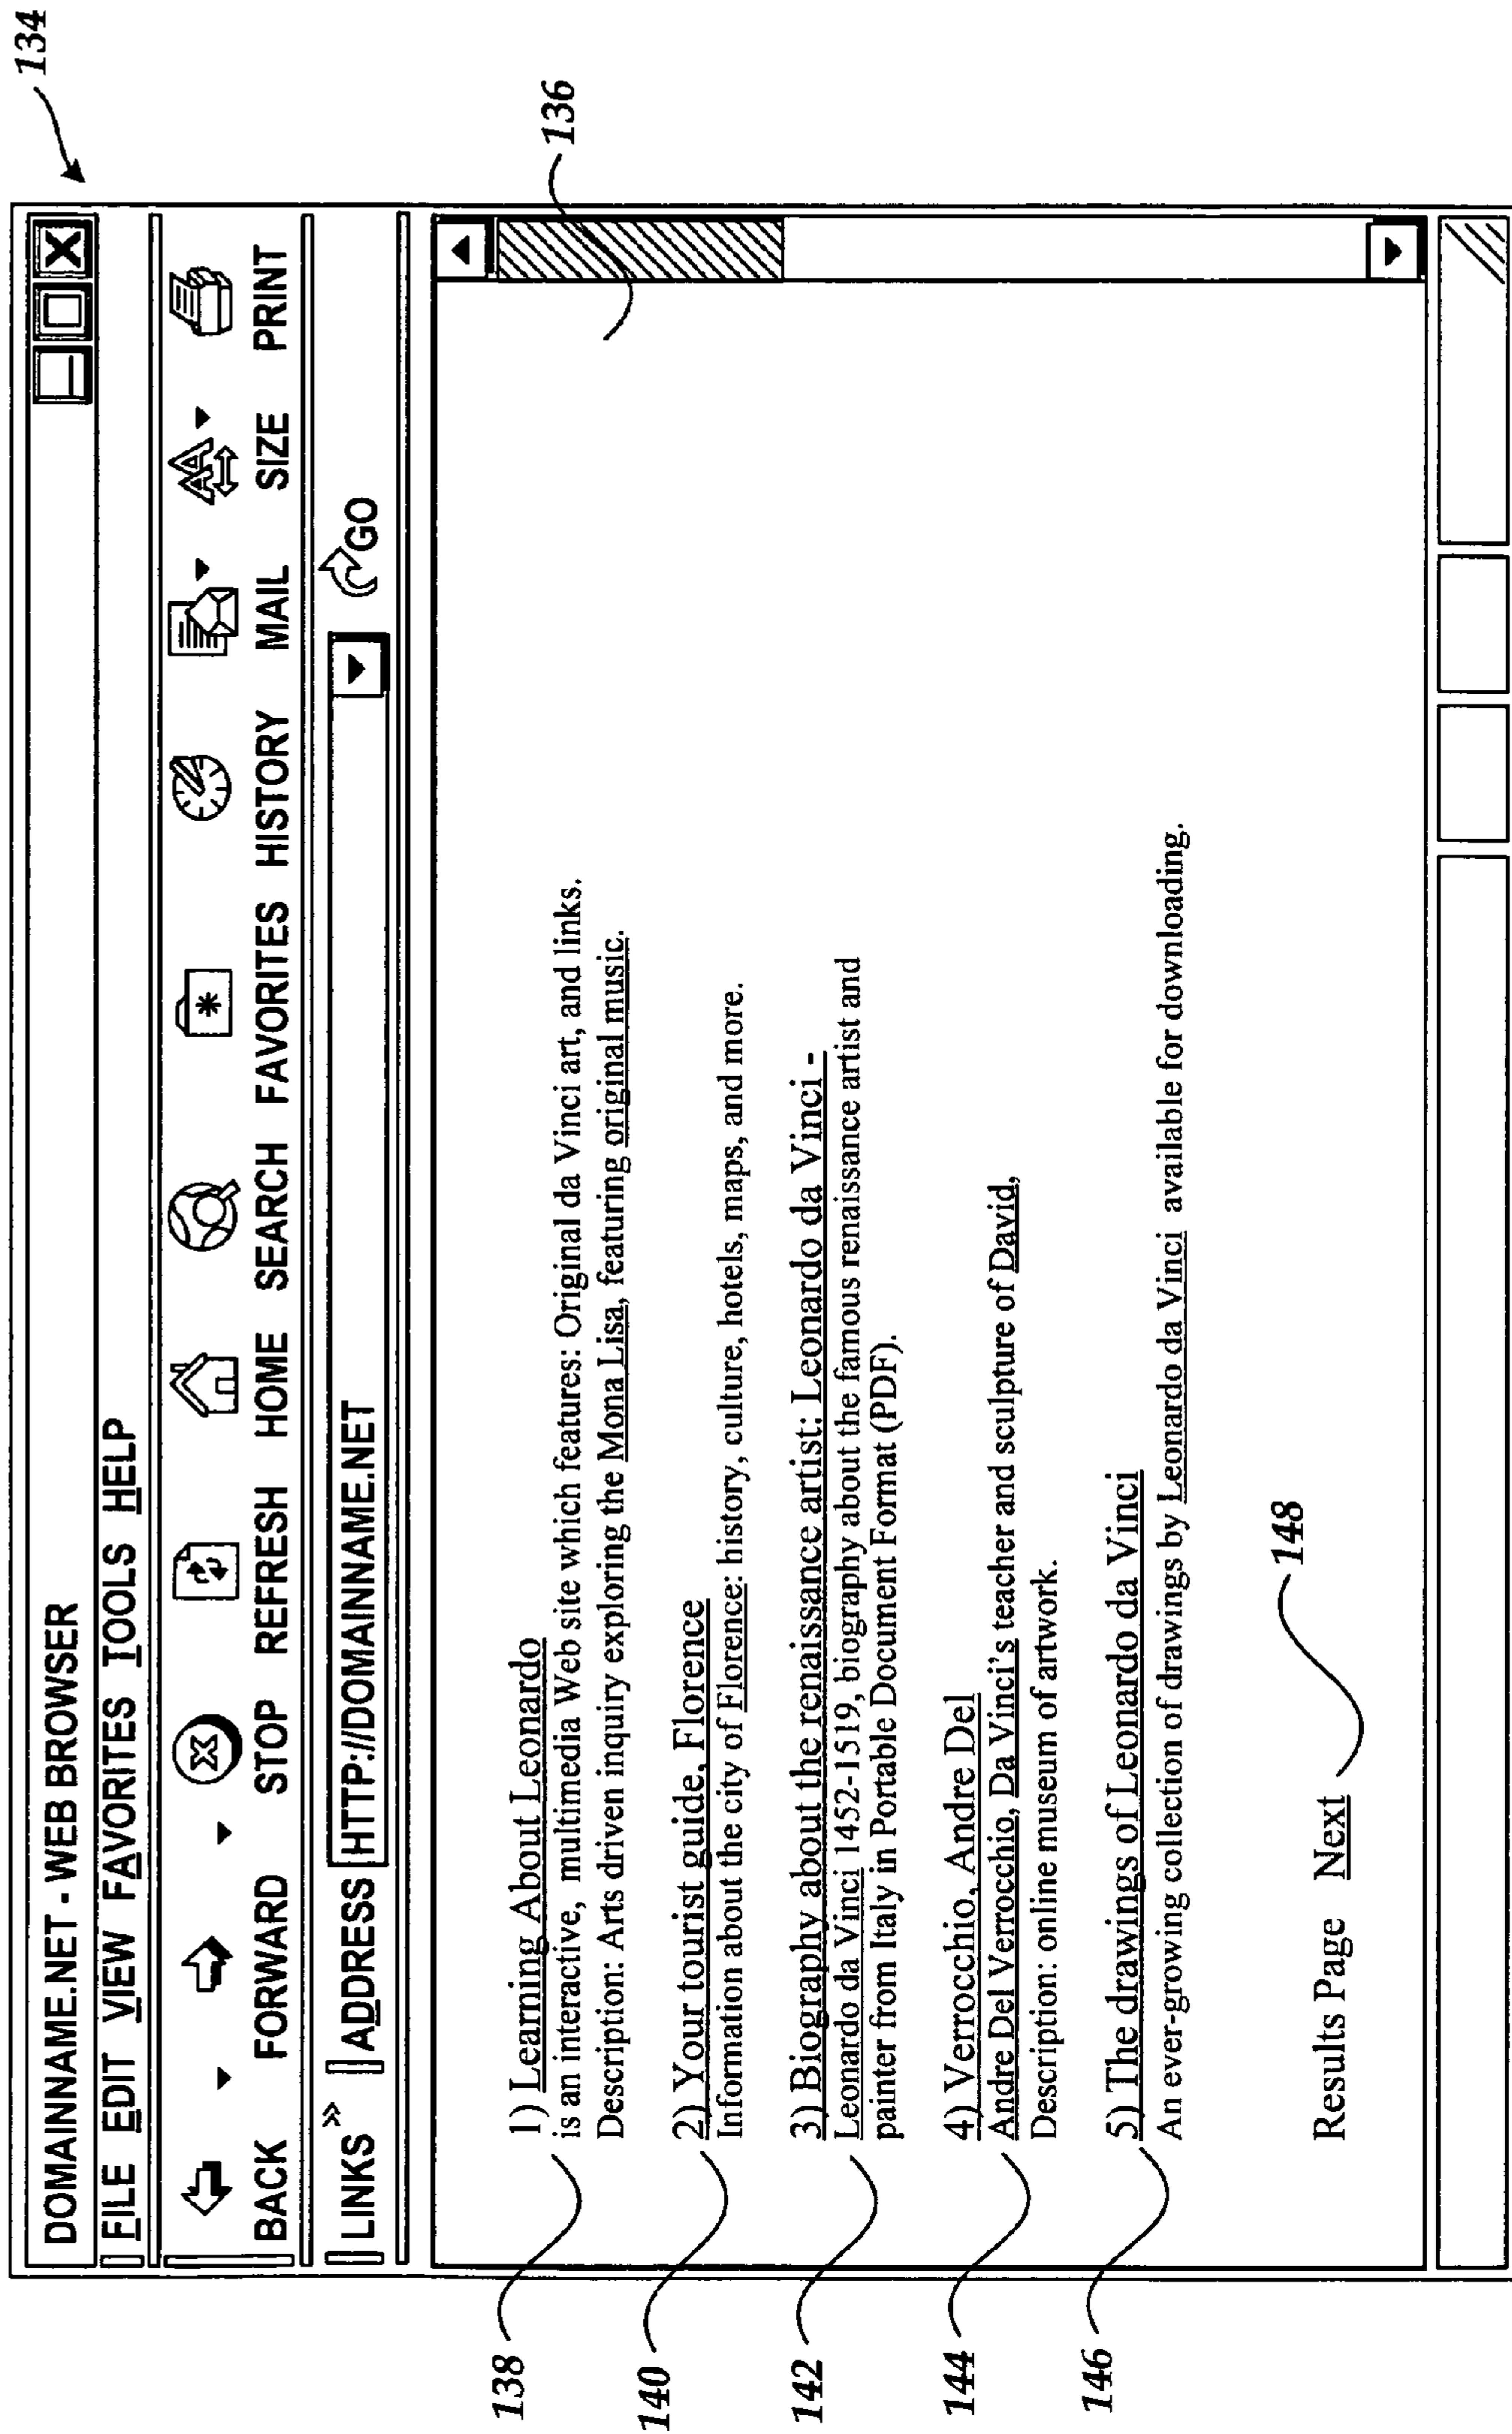 134
DOMAINNAME.NET - WEB BROWSER
FILE EDIT VIEW FAVORITES TOOLS HELP
BACK FORWARD STOP REFRESH HOME SEARCH FAVORITES HISTORY MAIL SIZE PRINT
LINKS » ADDRESS HTTP://DOMAINNAME.NET GO
136
138
1) Learning About Leonardo
is an interactive, multimedia Web site which features: Original da Vinci art, and links.
Description: Arts driven inquiry exploring the Mona Lisa, featuring original music.
140
2) Your tourist guide, Florence
Information about the city of Florence: history, culture, hotels, maps, and more.
142
3) Biography about the renaissance artist: Leonardo da Vinci -
Leonardo da Vinci 1452-1519, biography about the famous renaissance artist and
painter from Italy in Portable Document Format (PDF).
144
4) Verrocchio, Andre Del
Andre Del Verrocchio, Da Vinci's teacher and sculpture of David,
Description: online museum of artwork.
146
5) The drawings of Leonardo da Vinci
An ever-growing collection of drawings by Leonardo da Vinci available for downloading.
148
Results Page Next